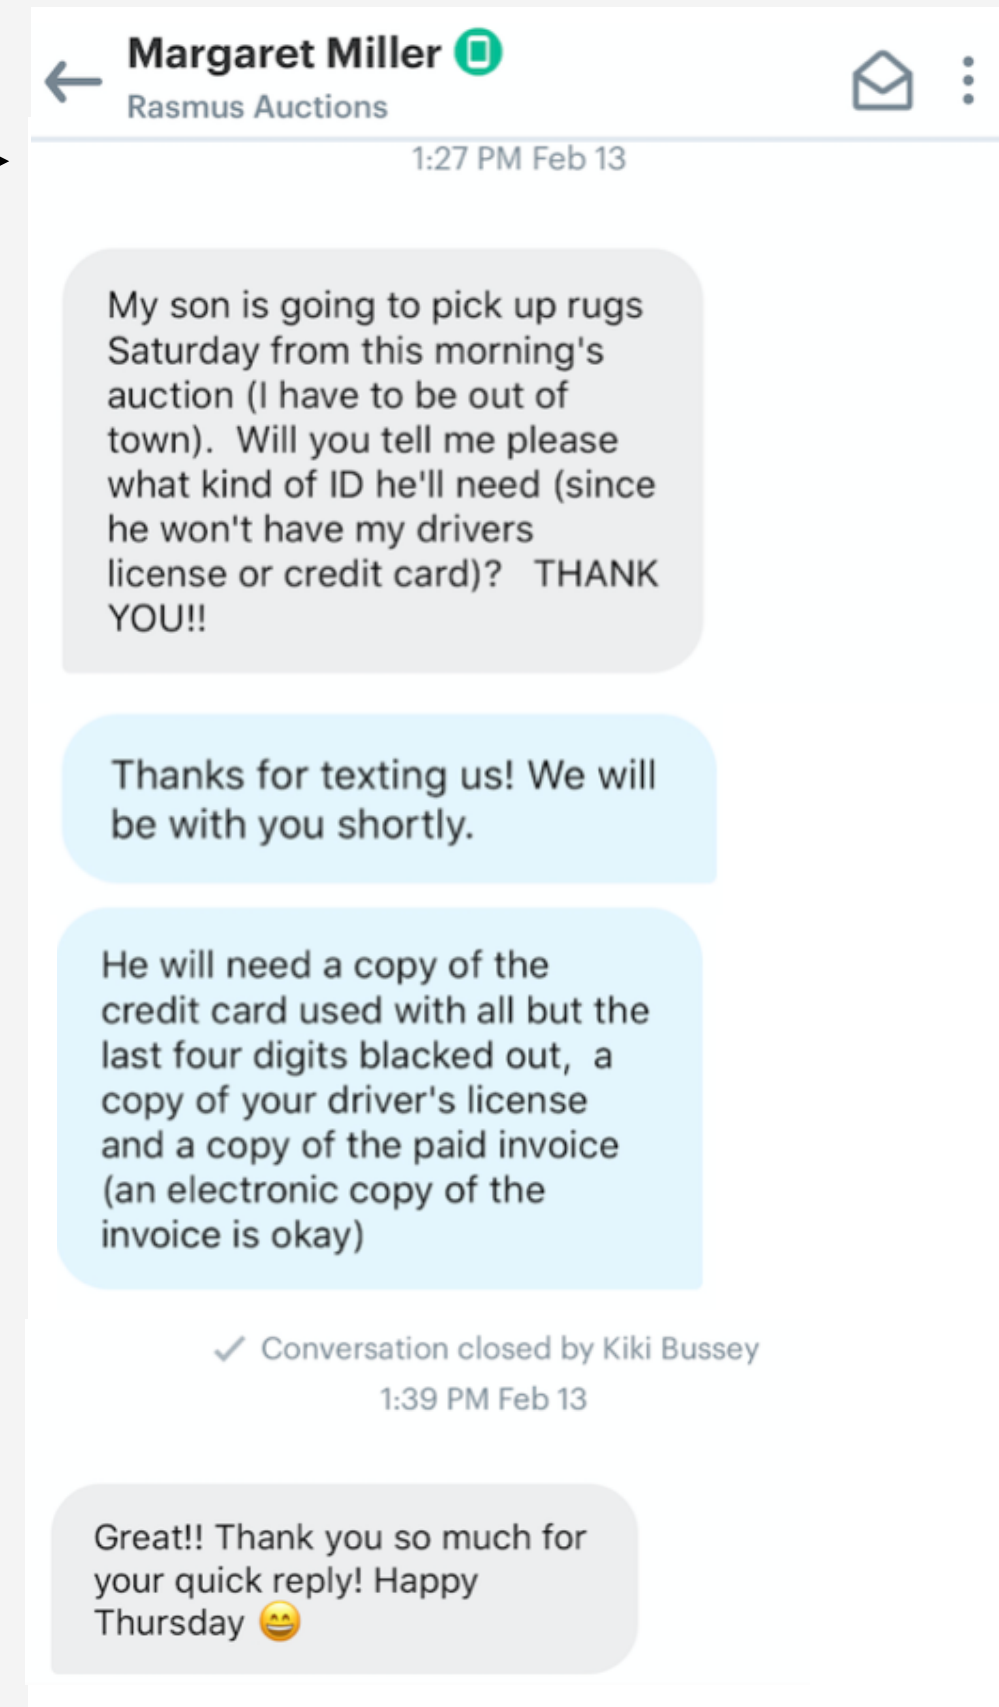 Margaret Miller
Rasmus Auctions
1:27 PM Feb 13
My son is going to pick up rugs
Saturday from this morning's
auction (I have to be out of
town).  Will you tell me please
what kind of ID he'll need (since
he won't have my drivers
license or credit card)?   THANK
YOU!!
Thanks for texting us! We will
be with you shortly.
He will need a copy of the
credit card used with all but the
last four digits blacked out,  a
copy of your driver's license
and a copy of the paid invoice
(an electronic copy of the
invoice is okay)
Conversation closed by Kiki Bussey
1:39 PM Feb 13
Great!! Thank you so much for
your quick reply! Happy
Thursday 😄